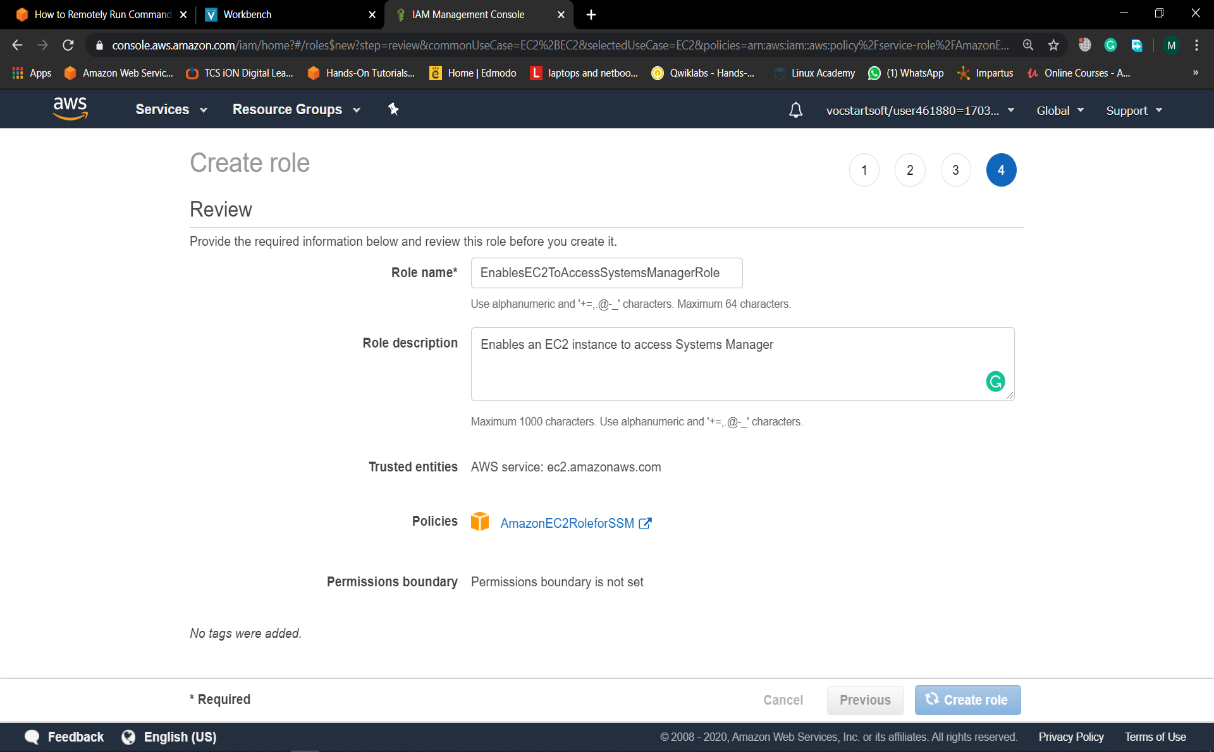 How to Remotely Run Command
Workbench
IAM Management Console
console.aws.amazon.com/iam/home?#/roles$new?step=review&commonUseCase=EC2%2BEC2&selectedUseCase=EC2&policies=arn:aws:iam::aws:policy%2Fservice-role%2FAmazonE...
M
Apps
Amazon Web Servic...
TCS iON Digital Lea...
Hands-On Tutorials...
Home | Edmodo
laptops and netboo...
Qwiklabs - Hands-...
Linux Academy
(1) WhatsApp
Impartus
Online Courses - A...
»
aws
Services
Resource Groups
vocstartsoft/user461880=1703...
Global
Support
Create role
1 2 3 4
Review
Provide the required information below and review this role before you create it.
Role name* EnablesEC2ToAccessSystemsManagerRole
Use alphanumeric and '+=,.@-_' characters. Maximum 64 characters.
Role description Enables an EC2 instance to access Systems Manager
Maximum 1000 characters. Use alphanumeric and '+=,.@-_' characters.
Trusted entities AWS service: ec2.amazonaws.com
Policies AmazonEC2RoleforSSM
Permissions boundary Permissions boundary is not set
No tags were added.
* Required
Cancel
Previous
Create role
Feedback
English (US)
© 2008 - 2020, Amazon Web Services, Inc. or its affiliates. All rights reserved.
Privacy Policy
Terms of Use